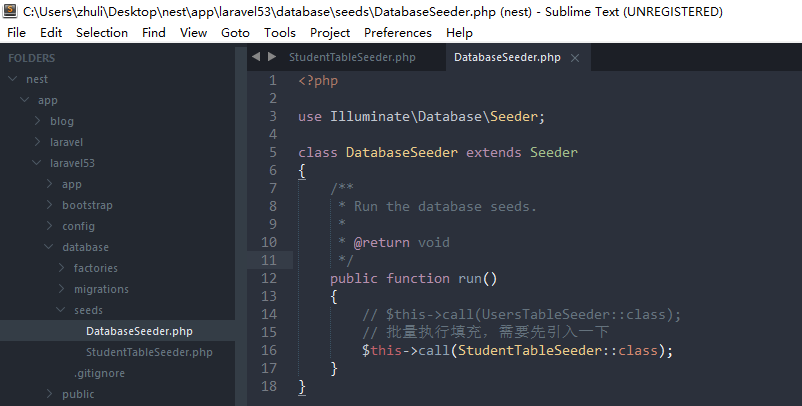 C:\Users\zhuli\Desktop\nest\app\laravel53\database\seeds\DatabaseSeeder.php (nest) - Sublime Text (UNREGISTERED)
File Edit Selection Find View Goto Tools Project Preferences Help
FOLDERS
nest
app
blog
laravel
laravel53
app
bootstrap
config
database
factories
migrations
seeds
DatabaseSeeder.php
StudentTableSeeder.php
.gitignore
public
StudentTableSeeder.php DatabaseSeeder.php ×
1 <?php
2
3 use Illuminate\Database\Seeder;
4
5 class DatabaseSeeder extends Seeder
6 {
7 /**
8 * Run the database seeds.
9 *
10 * @return void
11 */
12 public function run()
13 {
14 // $this->call(UsersTableSeeder::class);
15 // 批量执行填充，需要先引入一下
16 $this->call(StudentTableSeeder::class);
17 }
18 }